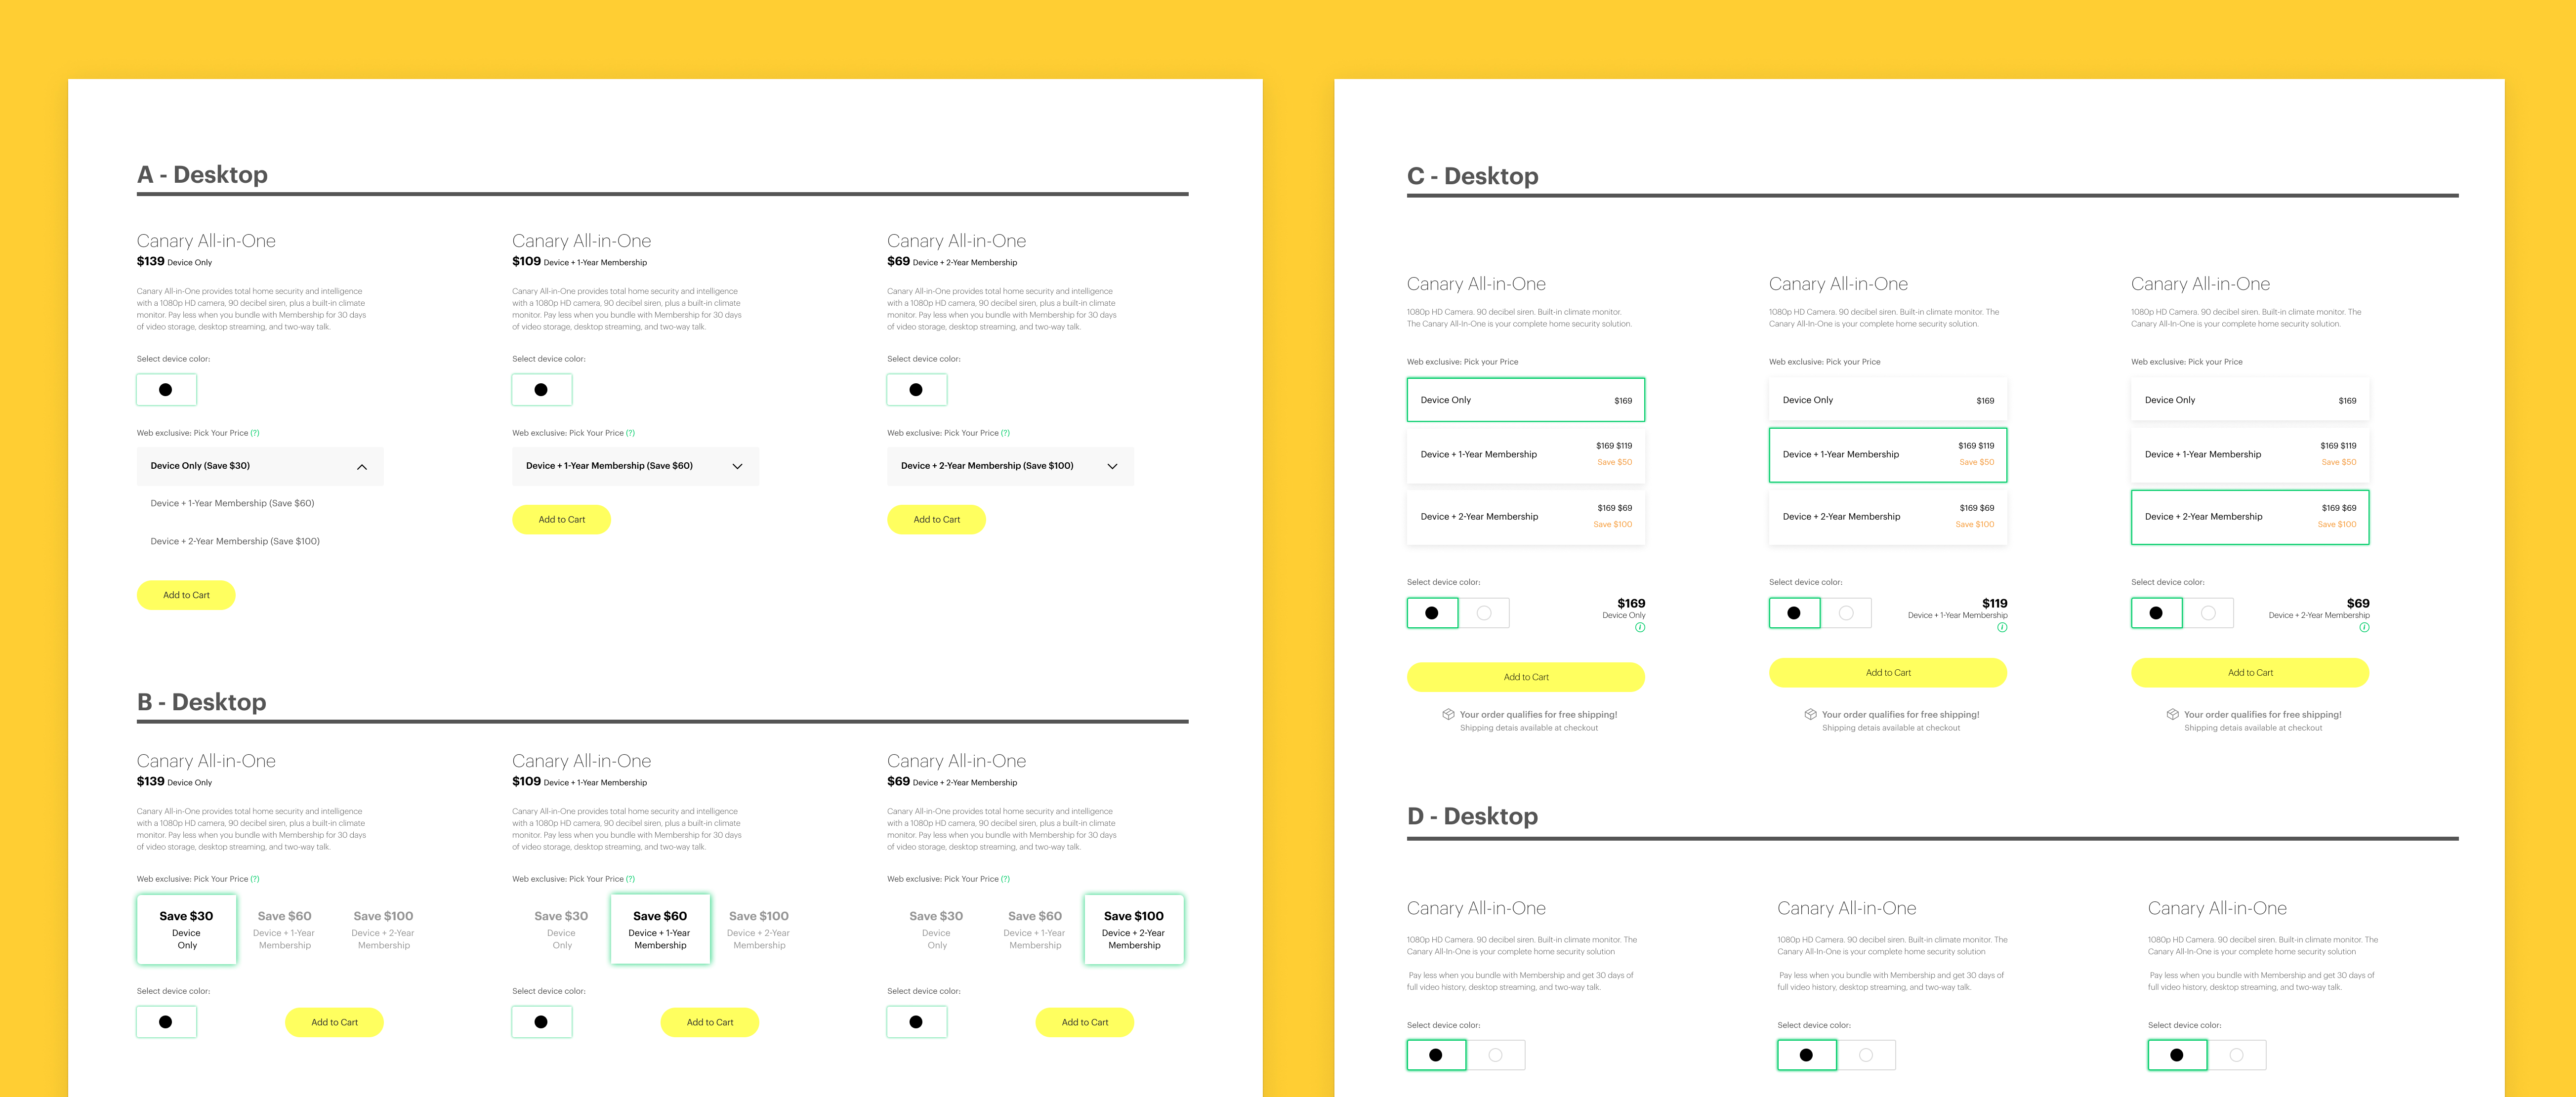 A - Desktop
Canary All-in-One
$139 Device Only
Canary All-in-One provides total home security and intelligence
with a 1080p HD camera, 90 decibel siren, plus a built-in climate
monitor. Pay less when you bundle with Membership for 30 days
of video storage, desktop streaming, and two-way talk.
Select device color:
Web exclusive: Pick Your Price (?)
Device Only (Save $30)
Device + 1-Year Membership (Save $60)
Device + 2-Year Membership (Save $100)
Add to Cart
Canary All-in-One
$109 Device + 1-Year Membership
Canary All-in-One provides total home security and intelligence
with a 1080p HD camera, 90 decibel siren, plus a built-in climate
monitor. Pay less when you bundle with Membership for 30 days
of video storage, desktop streaming, and two-way talk.
Select device color:
Web exclusive: Pick Your Price (?)
Device + 1-Year Membership (Save $60)
Add to Cart
Canary All-in-One
$69 Device + 2-Year Membership
Canary All-in-One provides total home security and intelligence
with a 1080p HD camera, 90 decibel siren, plus a built-in climate
monitor. Pay less when you bundle with Membership for 30 days
of video storage, desktop streaming, and two-way talk.
Select device color:
Web exclusive: Pick Your Price (?)
Device + 2-Year Membership (Save $100)
Add to Cart
B - Desktop
Canary All-in-One
$139 Device Only
Canary All-in-One provides total home security and intelligence
with a 1080p HD camera, 90 decibel siren, plus a built-in climate
monitor. Pay less when you bundle with Membership for 30 days
of video storage, desktop streaming, and two-way talk.
Web exclusive: Pick Your Price (?)
Save $30
Device
Only
Save $60
Device + 1-Year
Membership
Save $100
Device + 2-Year
Membership
Select device color:
Add to Cart
Canary All-in-One
$109 Device + 1-Year Membership
Canary All-in-One provides total home security and intelligence
with a 1080p HD camera, 90 decibel siren, plus a built-in climate
monitor. Pay less when you bundle with Membership for 30 days
of video storage, desktop streaming, and two-way talk.
Web exclusive: Pick Your Price (?)
Save $30
Device
Only
Save $60
Device + 1-Year
Membership
Save $100
Device + 2-Year
Membership
Select device color:
Add to Cart
Canary All-in-One
$69 Device + 2-Year Membership
Canary All-in-One provides total home security and intelligence
with a 1080p HD camera, 90 decibel siren, plus a built-in climate
monitor. Pay less when you bundle with Membership for 30 days
of video storage, desktop streaming, and two-way talk.
Web exclusive: Pick Your Price (?)
Save $30
Device
Only
Save $60
Device + 1-Year
Membership
Save $100
Device + 2-Year
Membership
Select device color:
Add to Cart
C - Desktop
Canary All-in-One
1080p HD Camera. 90 decibel siren. Built-in climate monitor.
The Canary All-In-One is your complete home security solution.
Web exclusive: Pick your Price
Device Only $169
Device + 1-Year Membership $169 $119
Save $50
Device + 2-Year Membership $169 $69
Save $100
Select device color:
$169
Device Only
i
Add to Cart
Your order qualifies for free shipping!
Shipping detais available at checkout
Canary All-in-One
1080p HD Camera. 90 decibel siren. Built-in climate monitor. The
Canary All-In-One is your complete home security solution.
Web exclusive: Pick your Price
Device Only $169
Device + 1-Year Membership $169 $119
Save $50
Device + 2-Year Membership $169 $69
Save $100
Select device color:
$119
Device + 1-Year Membership
i
Add to Cart
Your order qualifies for free shipping!
Shipping detais available at checkout
Canary All-in-One
1080p HD Camera. 90 decibel siren. Built-in climate monitor. The
Canary All-In-One is your complete home security solution.
Web exclusive: Pick your Price
Device Only $169
Device + 1-Year Membership $169 $119
Save $50
Device + 2-Year Membership $169 $69
Save $100
Select device color:
$69
Device + 2-Year Membership
i
Add to Cart
Your order qualifies for free shipping!
Shipping detais available at checkout
D - Desktop
Canary All-in-One
1080p HD Camera. 90 decibel siren. Built-in climate monitor. The
Canary All-In-One is your complete home security solution
Pay less when you bundle with Membership and get 30 days of
full video history, desktop streaming, and two-way talk.
Select device color:
Canary All-in-One
1080p HD Camera. 90 decibel siren. Built-in climate monitor. The
Canary All-In-One is your complete home security solution
Pay less when you bundle with Membership and get 30 days of
full video history, desktop streaming, and two-way talk.
Select device color:
Canary All-in-One
1080p HD Camera. 90 decibel siren. Built-in climate monitor. The
Canary All-In-One is your complete home security solution
Pay less when you bundle with Membership and get 30 days of
full video history, desktop streaming, and two-way talk.
Select device color: